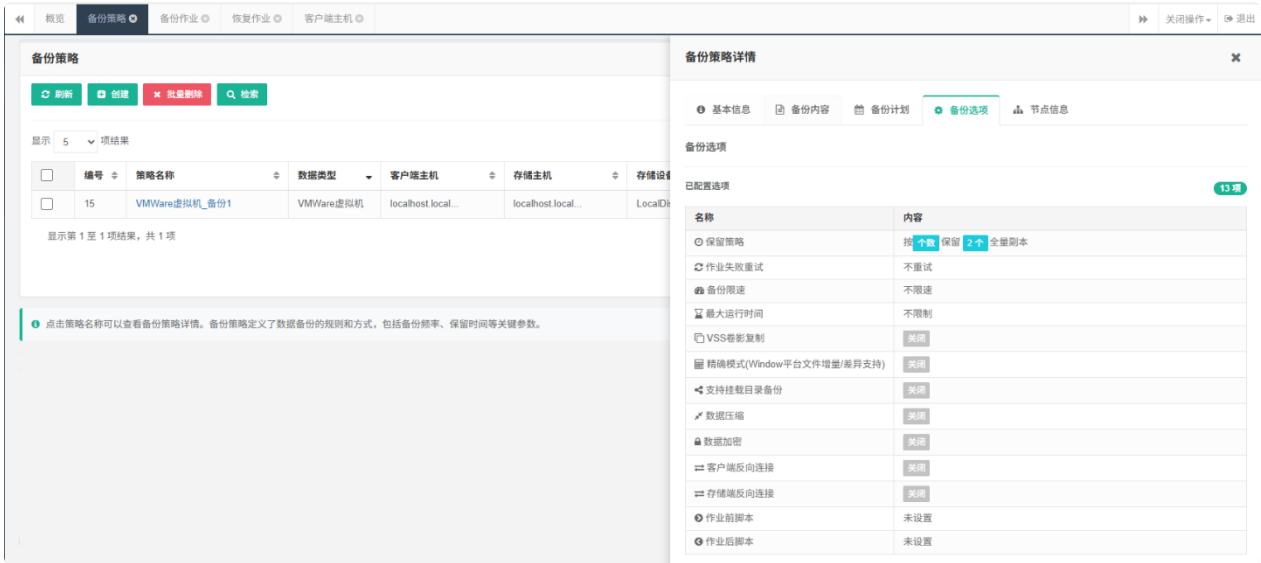 概览 备份策略 备份作业 恢复作业 客户端主机 关闭操作 退出
备份策略
刷新 创建 批量删除 检索
显示 5 项结果
编号 策略名称 数据类型 客户端主机 存储主机 存储设备
15 VMWare虚拟机_备份1 VMWare虚拟机 localhost.local... localhost.local... LocalDis
显示第 1 至 1 项结果，共 1 项
点击策略名称可以查看备份策略详情。备份策略定义了数据备份的规则和方式，包括备份频率、保留时间等关键参数。
备份策略详情
基本信息 备份内容 备份计划 备份选项 节点信息
备份选项
已配置选项 13 项
名称 内容
保留策略 按 个数 保留 2 个 全量副本
作业失败重试 不重试
备份限速 不限速
最大运行时间 不限制
VSS卷影复制 关闭
精确模式(Window平台文件增量/差异支持) 关闭
支持挂载目录备份 关闭
数据压缩 关闭
数据加密 关闭
客户端反向连接 关闭
存储端反向连接 关闭
作业前脚本 未设置
作业后脚本 未设置